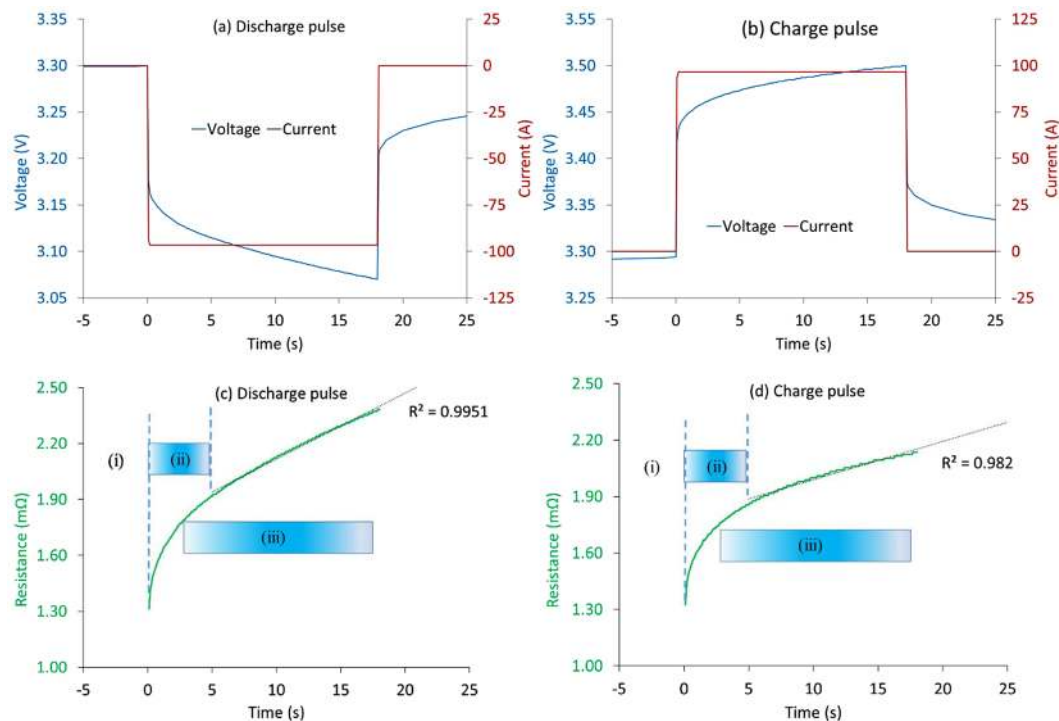 (a) Discharge pulse
3.35
3.30
3.25
3.20
3.15
3.10
3.05
Voltage (V)
25
0
-25
-50
-75
-100
-125
Current (A)
Voltage
Current
-5 0 5 10 15 20 25
Time (s)
(b) Charge pulse
3.55
3.50
3.45
3.40
3.35
3.30
3.25
Voltage (V)
125
100
75
50
25
0
-25
Current (A)
Voltage
Current
-5 0 5 10 15 20 25
Time (s)
(c) Discharge pulse
2.50
2.20
1.90
1.60
1.30
1.00
Resistance (mΩ)
R² = 0.9951
(i)
(ii)
(iii)
-5 0 5 10 15 20 25
Time (s)
(d) Charge pulse
2.50
2.20
1.90
1.60
1.30
1.00
Resistance (mΩ)
R² = 0.982
(i)
(ii)
(iii)
-5 0 5 10 15 20 25
Time (s)